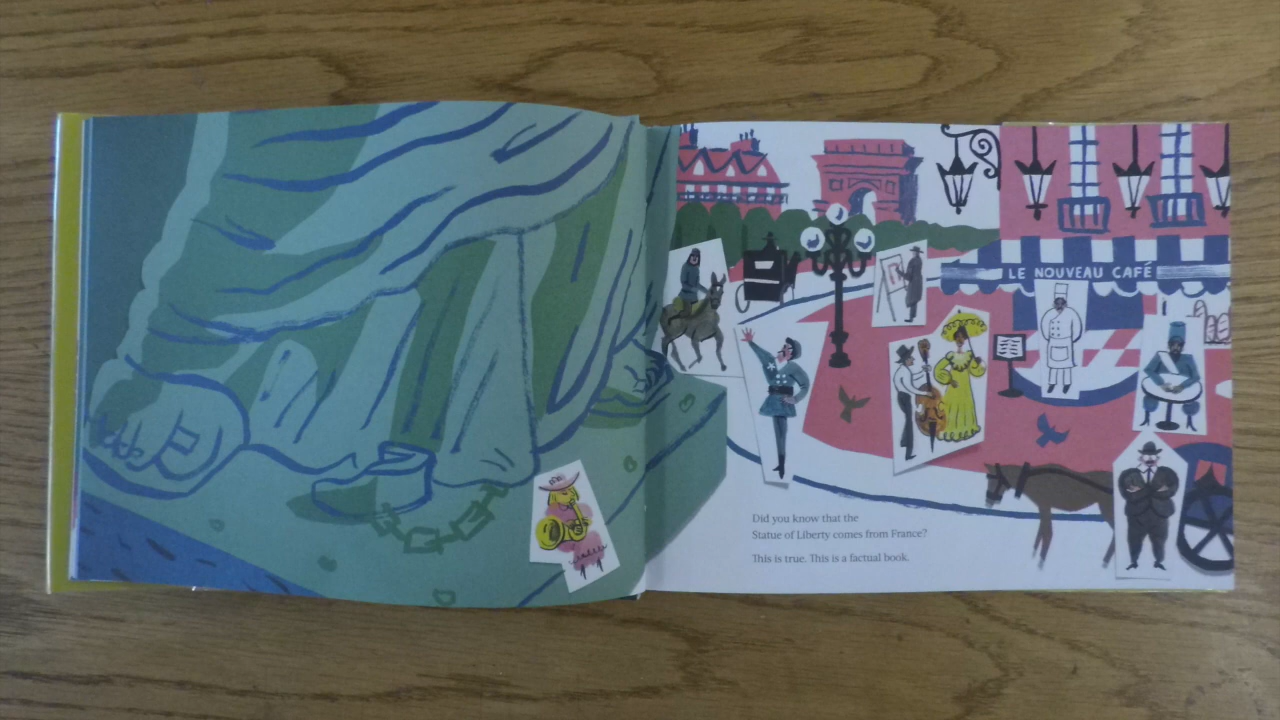 LE NOUVEAU CAFÉ
Did you know that the
Statue of Liberty comes from France?
This is true. This is a factual book.